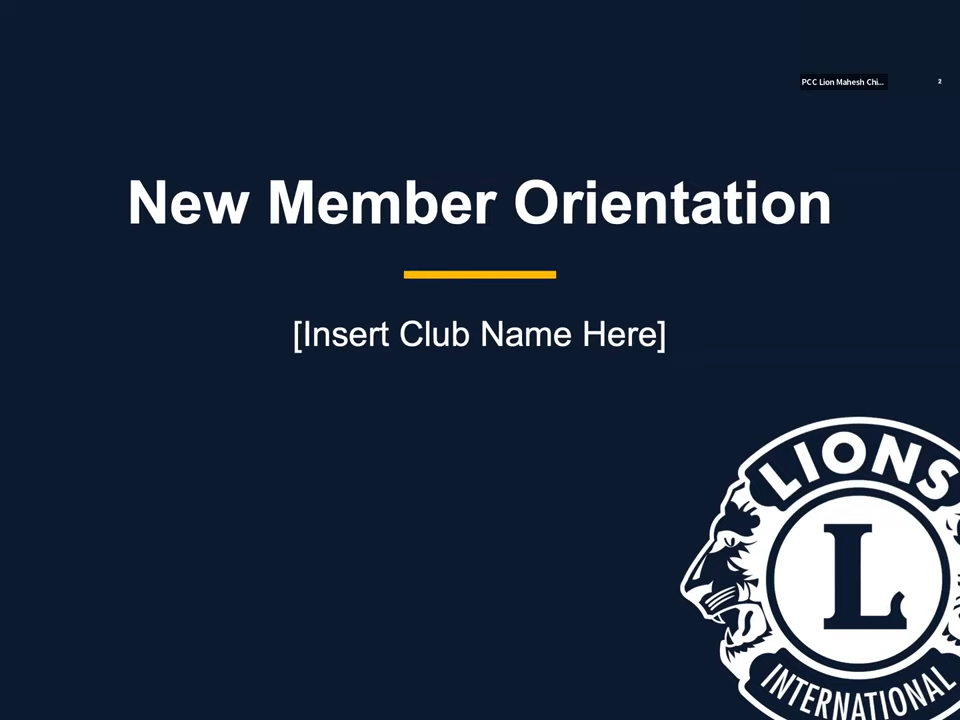 PCC Lion Mahesh Chi...
2
New Member Orientation
[Insert Club Name Here]
LIONS
L
INTERNATIONAL